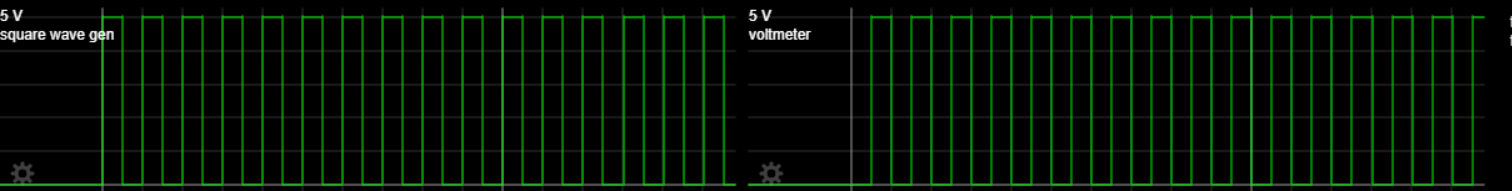 5 V
square wave gen
5 V
voltmeter